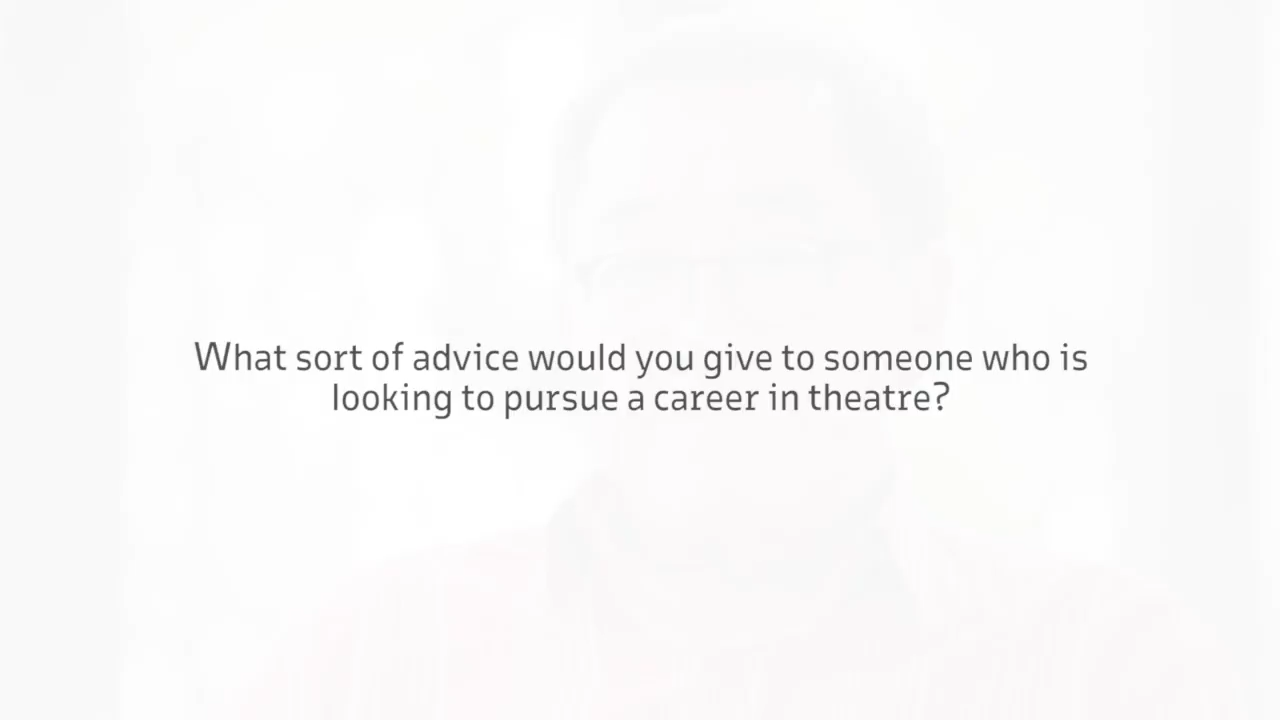 What sort of advice would you give to someone who is
looking to pursue a career in theatre?